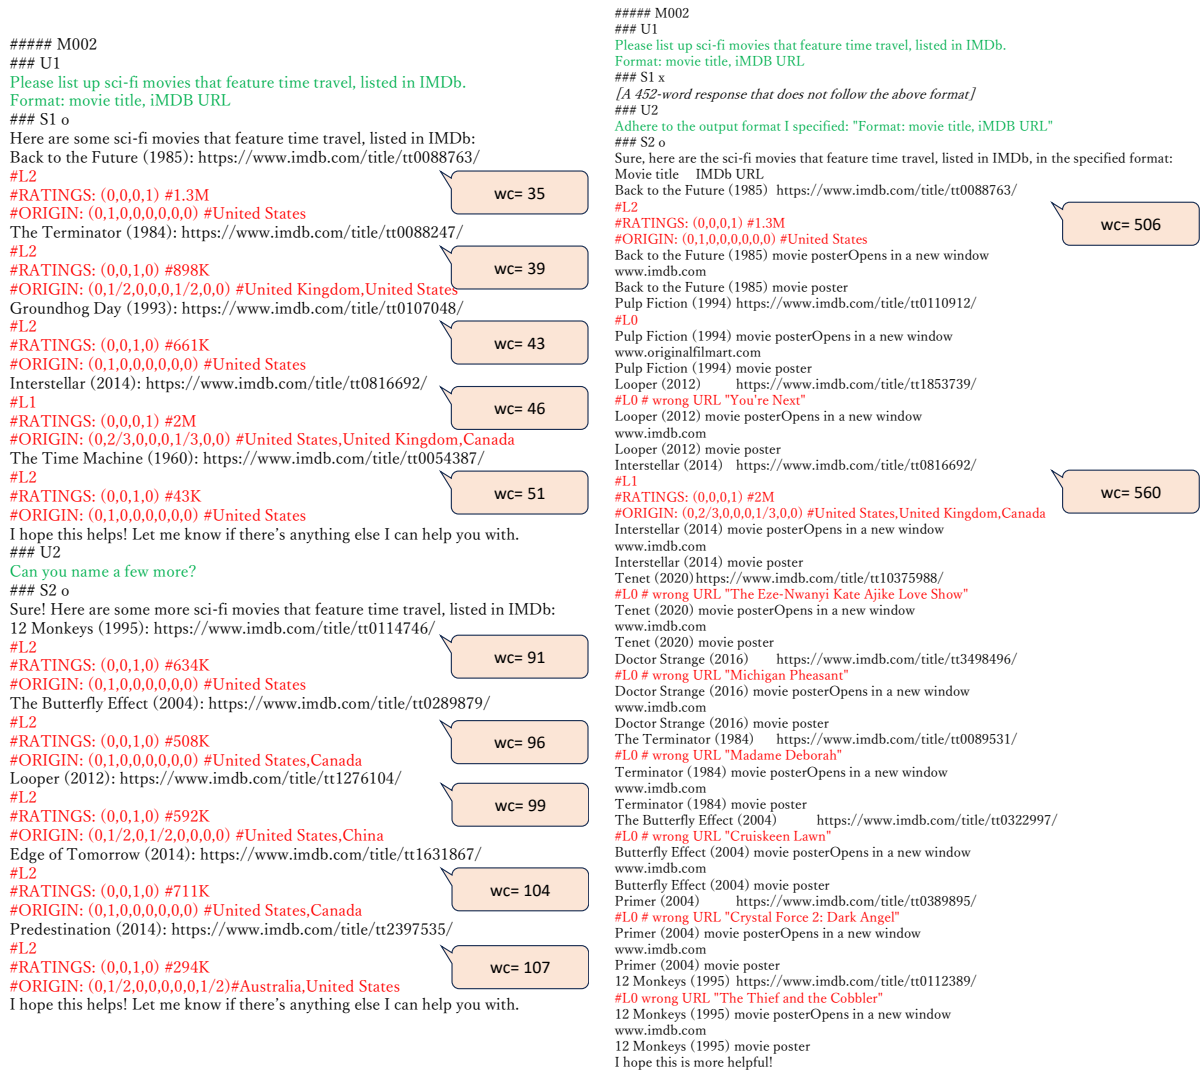 ##### M002
### U1
Please list up sci-fi movies that feature time travel, listed in IMDb.
Format: movie title, iMDB URL
### S1 o
Here are some sci-fi movies that feature time travel, listed in IMDb:
Back to the Future (1985): https://www.imdb.com/title/tt0088763/
#L2
wc= 35
#RATINGS: (0,0,0,1) #1.3M
#ORIGIN: (0,1,0,0,0,0,0,0) #United States
The Terminator (1984): https://www.imdb.com/title/tt0088247/
#L2
wc= 39
#RATINGS: (0,0,1,0) #898K
#ORIGIN: (0,1/2,0,0,0,1/2,0,0) #United Kingdom,United States
Groundhog Day (1993): https://www.imdb.com/title/tt0107048/
#L2
wc= 43
#RATINGS: (0,0,1,0) #661K
#ORIGIN: (0,1,0,0,0,0,0,0) #United States
Interstellar (2014): https://www.imdb.com/title/tt0816692/
#L1
wc= 46
#RATINGS: (0,0,0,1) #2M
#ORIGIN: (0,2/3,0,0,0,1/3,0,0) #United States,United Kingdom,Canada
The Time Machine (1960): https://www.imdb.com/title/tt0054387/
#L2
wc= 51
#RATINGS: (0,0,1,0) #43K
#ORIGIN: (0,1,0,0,0,0,0,0) #United States
I hope this helps! Let me know if there's anything else I can help you with.
### U2
Can you name a few more?
### S2 o
Sure! Here are some more sci-fi movies that feature time travel, listed in IMDb:
12 Monkeys (1995): https://www.imdb.com/title/tt0114746/
#L2
wc= 91
#RATINGS: (0,0,1,0) #634K
#ORIGIN: (0,1,0,0,0,0,0,0) #United States
The Butterfly Effect (2004): https://www.imdb.com/title/tt0289879/
#L2
wc= 96
#RATINGS: (0,0,1,0) #508K
#ORIGIN: (0,1,0,0,0,0,0,0) #United States,Canada
Looper (2012): https://www.imdb.com/title/tt1276104/
#L2
wc= 99
#RATINGS: (0,0,1,0) #592K
#ORIGIN: (0,1/2,0,1/2,0,0,0,0) #United States,China
Edge of Tomorrow (2014): https://www.imdb.com/title/tt1631867/
#L2
wc= 104
#RATINGS: (0,0,1,0) #711K
#ORIGIN: (0,1,0,0,0,0,0,0) #United States,Canada
Predestination (2014): https://www.imdb.com/title/tt2397535/
#L2
wc= 107
#RATINGS: (0,0,1,0) #294K
#ORIGIN: (0,1/2,0,0,0,0,0,1/2)#Australia,United States
I hope this helps! Let me know if there's anything else I can help you with.
##### M002
### U1
Please list up sci-fi movies that feature time travel, listed in IMDb.
Format: movie title, iMDB URL
### S1 x
[A 452-word response that does not follow the above format]
### U2
Adhere to the output format I specified: "Format: movie title, iMDB URL"
### S2 o
Sure, here are the sci-fi movies that feature time travel, listed in IMDb, in the specified format:
Movie title IMDb URL
Back to the Future (1985) https://www.imdb.com/title/tt0088763/
#L2
wc= 506
#RATINGS: (0,0,0,1) #1.3M
#ORIGIN: (0,1,0,0,0,0,0,0) #United States
Back to the Future (1985) movie posterOpens in a new window
www.imdb.com
Back to the Future (1985) movie poster
Pulp Fiction (1994) https://www.imdb.com/title/tt0110912/
#L0
Pulp Fiction (1994) movie posterOpens in a new window
www.originalfilmart.com
Pulp Fiction (1994) movie poster
Looper (2012) https://www.imdb.com/title/tt1853739/
#L0 # wrong URL "You're Next"
Looper (2012) movie posterOpens in a new window
www.imdb.com
Looper (2012) movie poster
Interstellar (2014) https://www.imdb.com/title/tt0816692/
#L1
wc= 560
#RATINGS: (0,0,0,1) #2M
#ORIGIN: (0,2/3,0,0,0,1/3,0,0) #United States,United Kingdom,Canada
Interstellar (2014) movie posterOpens in a new window
www.imdb.com
Interstellar (2014) movie poster
Tenet (2020) https://www.imdb.com/title/tt10375988/
#L0 # wrong URL "The Eze-Nwanyi Kate Ajike Love Show"
Tenet (2020) movie posterOpens in a new window
www.imdb.com
Tenet (2020) movie poster
Doctor Strange (2016) https://www.imdb.com/title/tt3498496/
#L0 # wrong URL "Michigan Pheasant"
Doctor Strange (2016) movie posterOpens in a new window
www.imdb.com
Doctor Strange (2016) movie poster
The Terminator (1984) https://www.imdb.com/title/tt0089531/
#L0 # wrong URL "Madame Deborah"
Terminator (1984) movie posterOpens in a new window
www.imdb.com
Terminator (1984) movie poster
The Butterfly Effect (2004) https://www.imdb.com/title/tt0322997/
#L0 # wrong URL "Cruiskeen Lawn"
Butterfly Effect (2004) movie posterOpens in a new window
www.imdb.com
Butterfly Effect (2004) movie poster
Primer (2004) https://www.imdb.com/title/tt0389895/
#L0 # wrong URL "Crystal Force 2: Dark Angel"
Primer (2004) movie posterOpens in a new window
www.imdb.com
Primer (2004) movie poster
12 Monkeys (1995) https://www.imdb.com/title/tt0112389/
#L0 wrong URL "The Thief and the Cobbler"
12 Monkeys (1995) movie posterOpens in a new window
www.imdb.com
12 Monkeys (1995) movie poster
I hope this is more helpful!